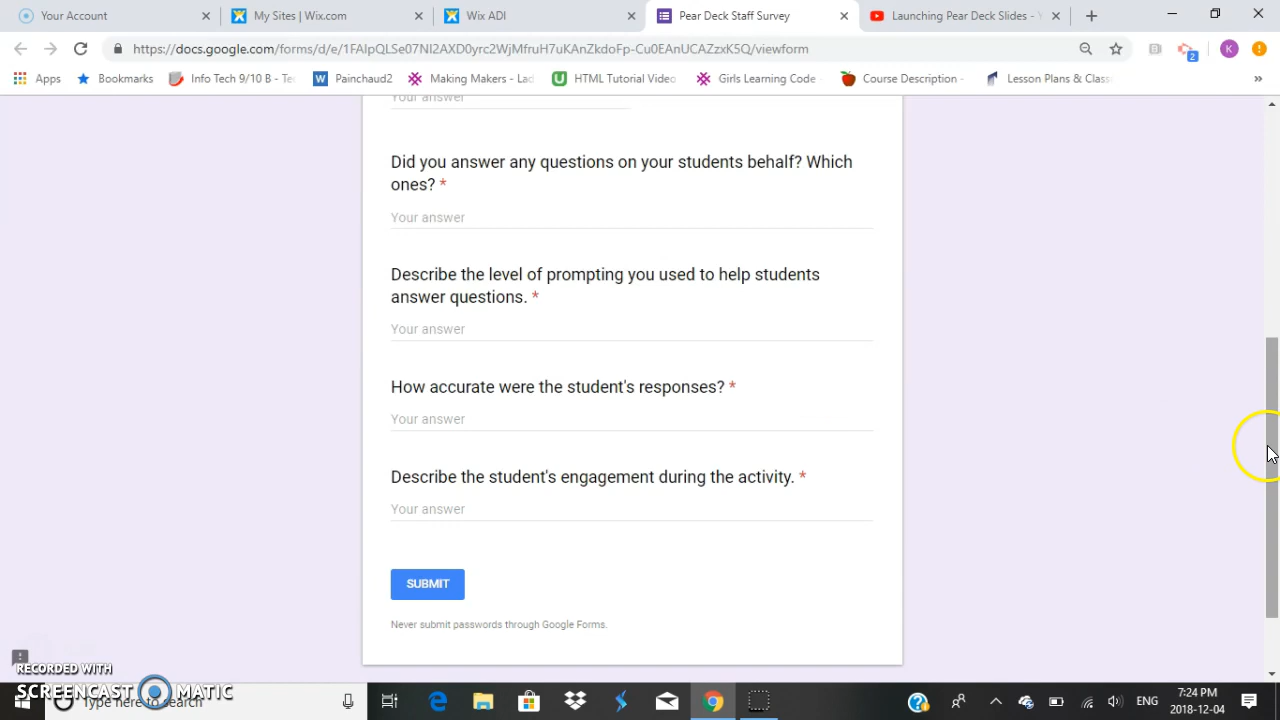 Your Account
My Sites | Wix.com
Wix ADI
Pear Deck Staff Survey
Launching Pear Deck Slides - Y
https://docs.google.com/forms/d/e/1FAIpQLSe07NI2AXD0yrc2WjMfruH7uKAnZkdoFp-Cu0EAnUCAZzxK5Q/viewform
2
K
Apps
Bookmarks
Info Tech 9/10 B - Te
W Painchaud2
Making Makers - Lad
U HTML Tutorial Video
Girls Learning Code
Course Description -
Lesson Plans & Class
»
Your answer
Did you answer any questions on your students behalf? Which
ones? *
Your answer
Describe the level of prompting you used to help students
answer questions. *
Your answer
How accurate were the student's responses? *
Your answer
Describe the student's engagement during the activity. *
Your answer
SUBMIT
Never submit passwords through Google Forms.
RECORDED WITH
SCREENCAST MATIC
Type here to search
ENG
7:24 PM
2018-12-04